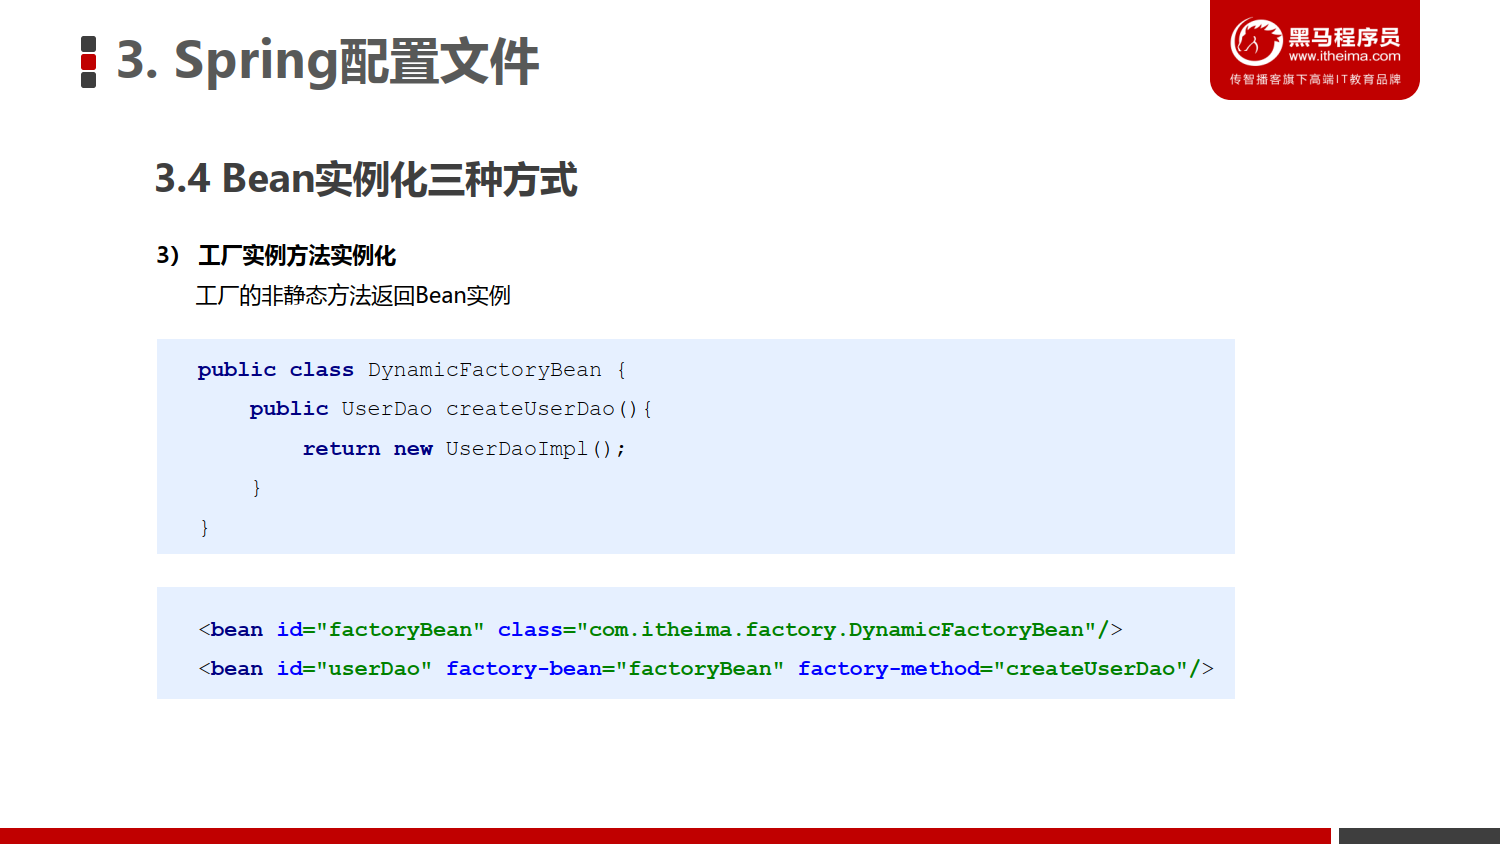 3. Spring配置文件
黑马程序员
www.itheima.com
传智播客旗下高端IT教育品牌
3.4 Bean实例化三种方式
3） 工厂实例方法实例化
工厂的非静态方法返回Bean实例
public class DynamicFactoryBean {
public UserDao createUserDao(){
return new UserDaoImpl();
}
}
<bean id="factoryBean" class="com.itheima.factory.DynamicFactoryBean"/>
<bean id="userDao" factory-bean="factoryBean" factory-method="createUserDao"/>